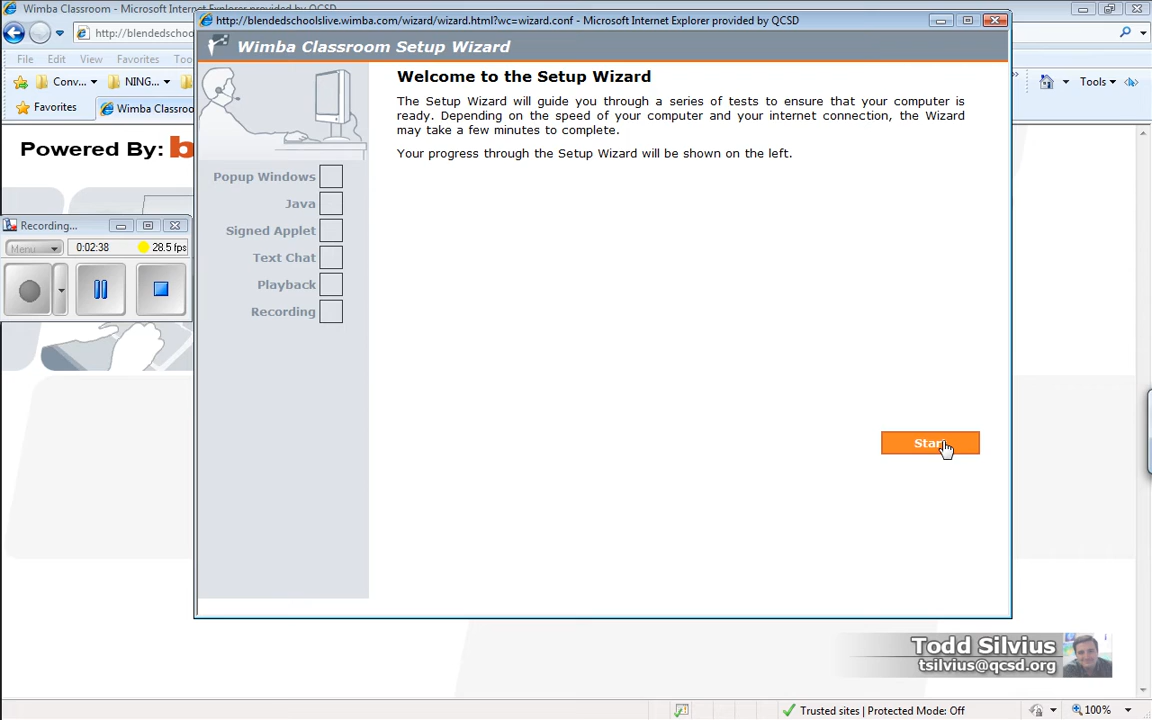 Wimba Classroom - Microsoft Internet Explorer provided by QCSD
http://blendedschoo
File Edit View Favorites Too
Conv... NING...
Tools
Favorites
Wimba Classroo
Powered By: b
Recording...
Menu
0:02:38
28.5 fps
http://blendedschoolslive.wimba.com/wizard/wizard.html?wc=wizard.conf - Microsoft Internet Explorer provided by QCSD
Wimba Classroom Setup Wizard
Popup Windows
Java
Signed Applet
Text Chat
Playback
Recording
Welcome to the Setup Wizard
The Setup Wizard will guide you through a series of tests to ensure that your computer is
ready. Depending on the speed of your computer and your internet connection, the Wizard
may take a few minutes to complete.
Your progress through the Setup Wizard will be shown on the left.
Start
Todd Silvius
tsilvius@qcsd.org
Trusted sites | Protected Mode: Off
100%